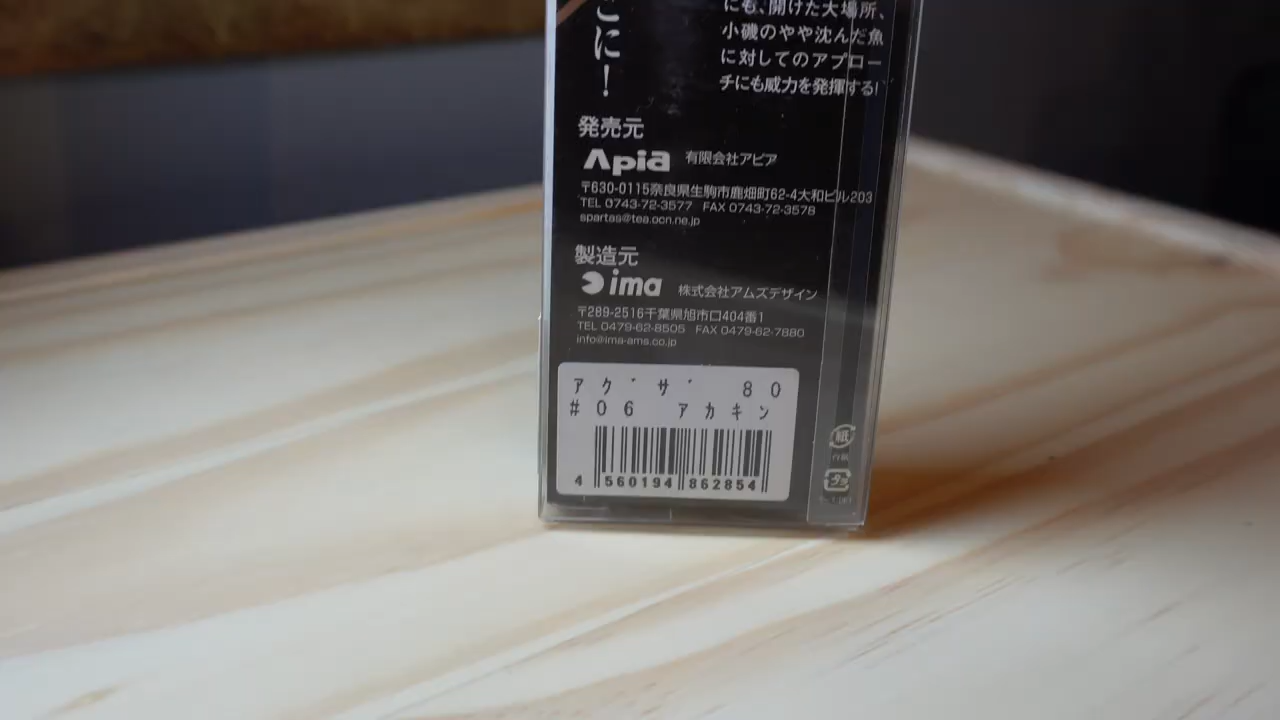 こに!
にも、開けた大場所、
小磯のやや沈んだ魚
に対してのアプロー
チにも威力を発揮する!
発売元
Apia 有限会社アピア
〒630-0115奈良県生駒市鹿畑町62-4大和ビル203
TEL 0743-72-3577 FAX 0743-72-3578
spartas@tea.ocn.ne.jp
製造元
ima 株式会社アムズデザイン
〒289-2516千葉県旭市ロ404番1
TEL 0479-62-8505 FAX 0479-62-7880
info@ima-ams.co.jp
アグザ 80
#06 アカキン
4 560194 862854
紙
プラ